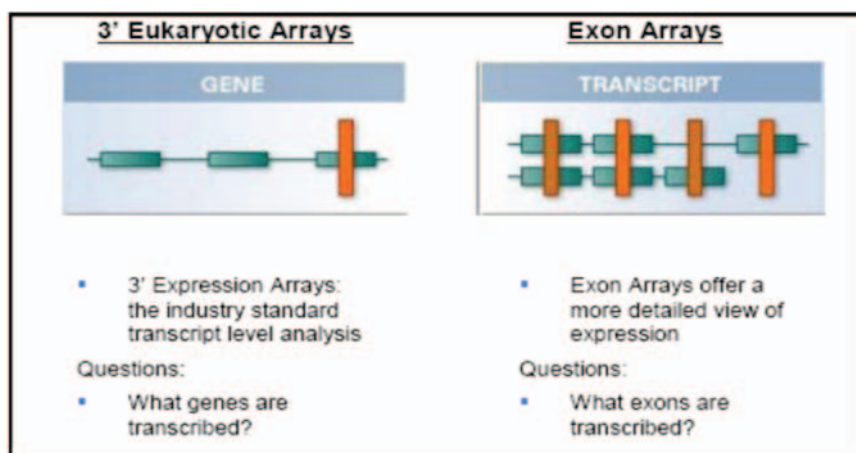 3' Eukaryotic Arrays
GENE
▪ 3' Expression Arrays:
the industry standard
transcript level analysis
Questions:
▪ What genes are
transcribed?
Exon Arrays
TRANSCRIPT
▪ Exon Arrays offer a
more detailed view of
expression
Questions:
▪ What exons are
transcribed?